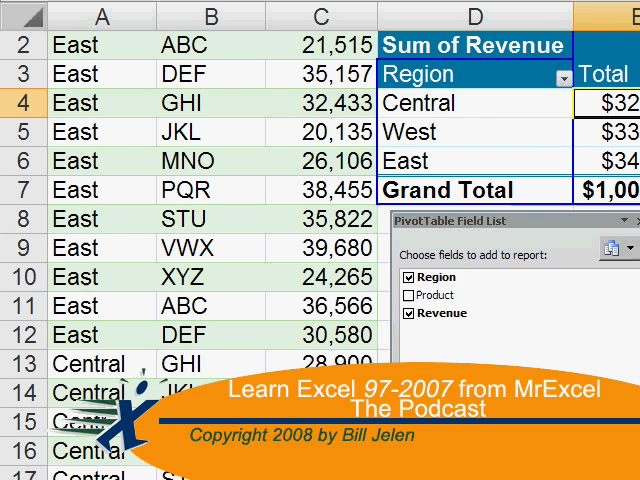 A B C D E
2 East ABC 21,515 Sum of Revenue
3 East DEF 35,157 Region Total
4 East GHI 32,433 Central $32
5 East JKL 20,135 West $33
6 East MNO 26,106 East $34
7 East PQR 38,455 Grand Total $1,00
8 East STU 35,822
PivotTable Field List
9 East VWX 39,680
Choose fields to add to report:
10 East XYZ 24,265
Region
Product
11 East ABC 36,566
Revenue
12 East DEF 30,580
13 Central GHI 28,900
14 Central JKL
Learn Excel 97-2007 from MrExcel
The Podcast
15 Central
Copyright 2008 by Bill Jelen
16 Central
17 Central